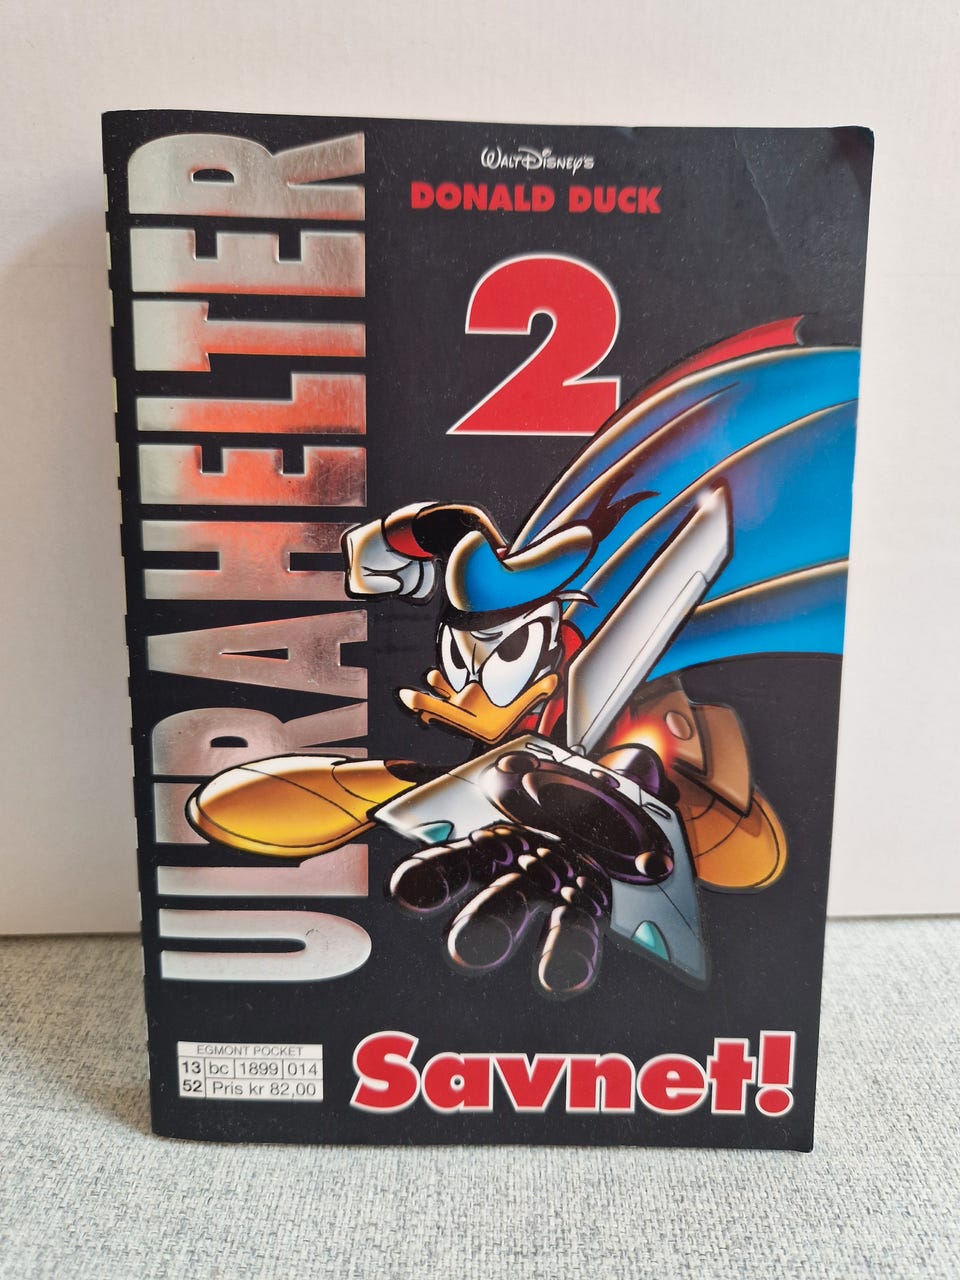 ULTRAHELTER
WALT DISNEY'S
DONALD DUCK
2
EGMONT POCKET
13 bc 1899 014
52 Pris kr 82,00
Savnet!